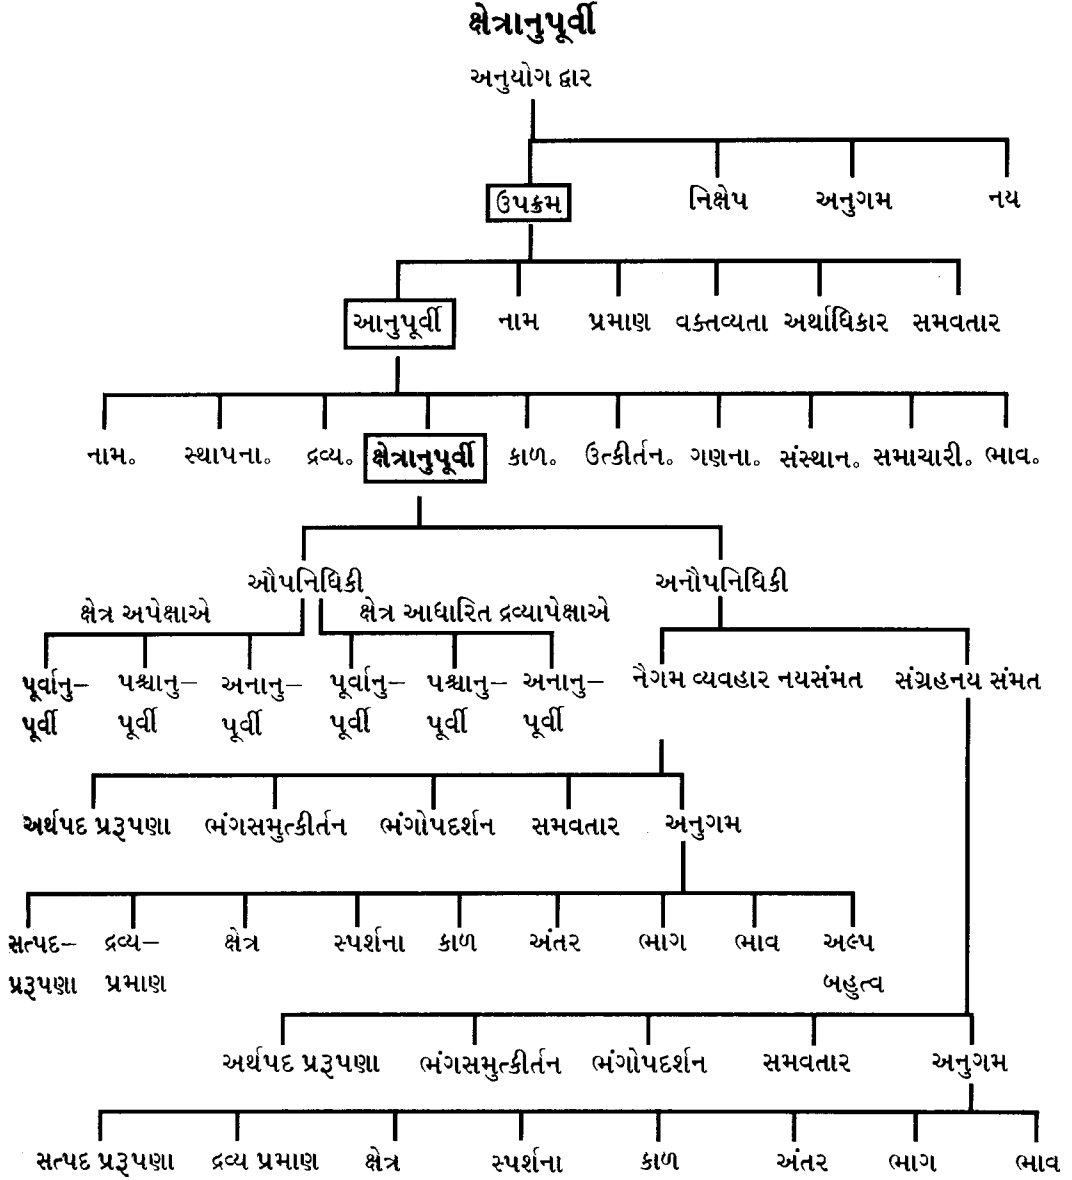 ક્ષેત્રાનુપૂર્વી
અનુયોગ દ્વાર
ઉપક્રમ નિક્ષેપ અનુગમ નય
આનુપૂર્વી નામ પ્રમાણ વક્તવ્યતા અર્થાધિકાર સમવતાર
નામ૦ સ્થાપના૦ દ્રવ્ય૦ ક્ષેત્રાનુપૂર્વી કાળ૦ ઉત્કીર્તન૦ ગણના૦ સંસ્થાન૦ સમાચારી૦ ભાવ૦
ઔપનિધિકી અનૌપનિધિકી
ક્ષેત્ર અપેક્ષાએ ક્ષેત્ર આધારિત દ્રવ્યાપેક્ષાએ
પૂર્વાનુ– પશ્ચાનુ– અનાનુ– પૂર્વાનુ– પશ્ચાનુ– અનાનુ– નૈગમ વ્યવહાર નયસંમત સંગ્રહનય સંમત
પૂર્વી પૂર્વી પૂર્વી પૂર્વી પૂર્વી પૂર્વી
અર્થપદ પ્રરૂપણા ભંગસમુત્કીર્તન ભંગોપદર્શન સમવતાર અનુગમ
સત્પદ– દ્રવ્ય– ક્ષેત્ર સ્પર્શના કાળ અંતર ભાગ ભાવ અલ્પ
પ્રરૂપણા પ્રમાણ બહુત્વ
અર્થપદ પ્રરૂપણા ભંગસમુત્કીર્તન ભંગોપદર્શન સમવતાર અનુગમ
સત્પદ પ્રરૂપણા દ્રવ્ય પ્રમાણ ક્ષેત્ર સ્પર્શના કાળ અંતર ભાગ ભાવ